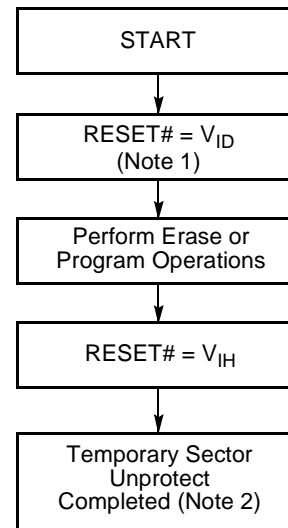 START
RESET# = VID
(Note 1)
Perform Erase or
Program Operations
RESET# = VIH
Temporary Sector
Unprotect
Completed (Note 2)